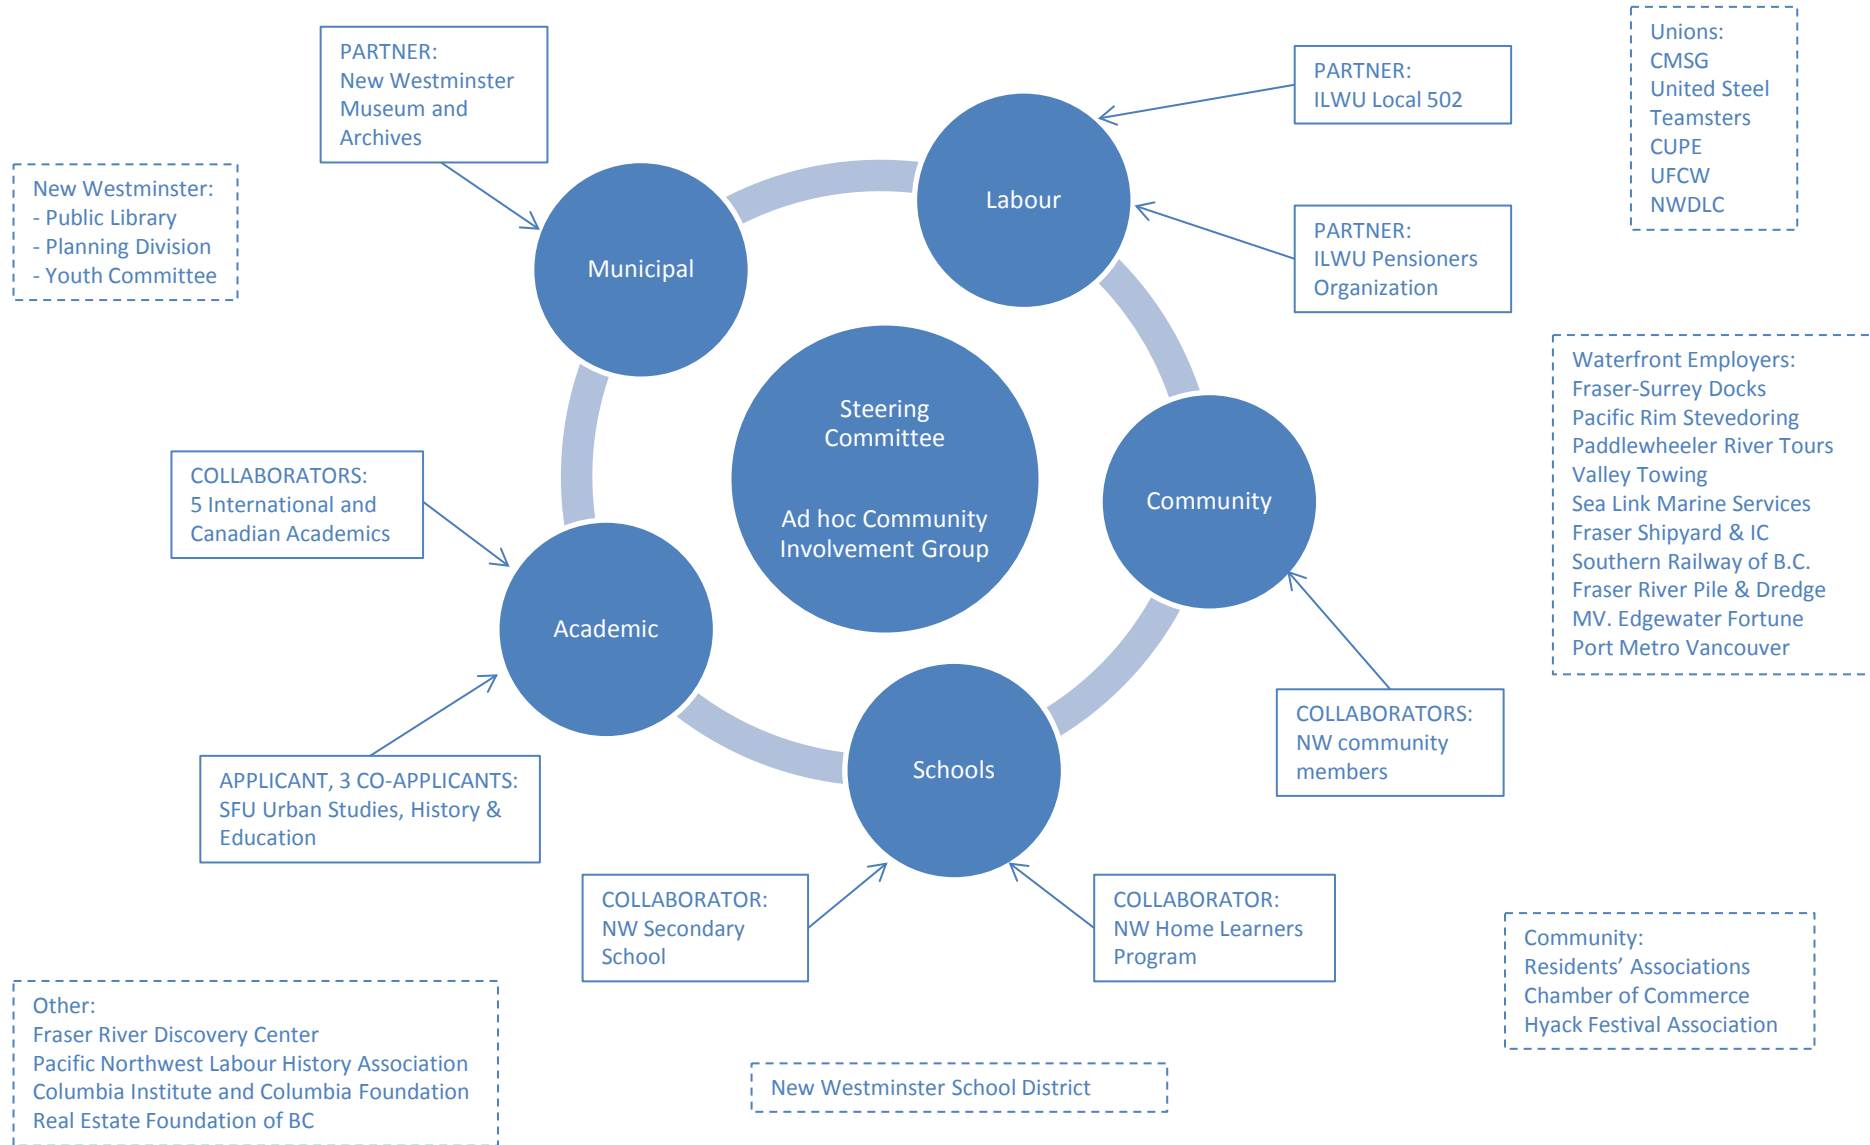 PARTNER:
New Westminster
Museum and
Archives
PARTNER:
ILWU Local 502
Unions:
CMSG
United Steel
Teamsters
CUPE
UFCW
NWDLC
New Westminster:
- Public Library
- Planning Division
- Youth Committee
Labour
Municipal
PARTNER:
ILWU Pensioners
Organization
Steering
Committee
Ad hoc Community
Involvement Group
Community
Waterfront Employers:
Fraser-Surrey Docks
Pacific Rim Stevedoring
Paddlewheeler River Tours
Valley Towing
Sea Link Marine Services
Fraser Shipyard & IC
Southern Railway of B.C.
Fraser River Pile & Dredge
MV. Edgewater Fortune
Port Metro Vancouver
COLLABORATORS:
5 International and
Canadian Academics
Academic
APPLICANT, 3 CO-APPLICANTS:
SFU Urban Studies, History &
Education
Schools
COLLABORATORS:
NW community
members
COLLABORATOR:
NW Secondary
School
COLLABORATOR:
NW Home Learners
Program
Community:
Residents’ Associations
Chamber of Commerce
Hyack Festival Association
Other:
Fraser River Discovery Center
Pacific Northwest Labour History Association
Columbia Institute and Columbia Foundation
Real Estate Foundation of BC
New Westminster School District